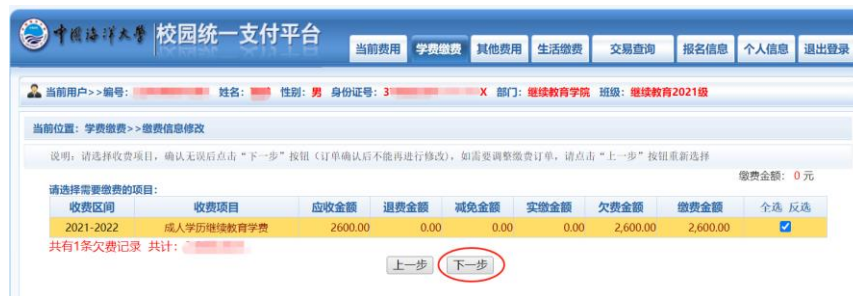 中国海洋大学 校园统一支付平台
当前费用 学费缴费 其他费用 生活缴费 交易查询 报名信息 个人信息 退出登录
当前用户>>编号: 姓名: 性别: 男 身份证号: 3 X 部门: 继续教育学院 班级: 继续教育2021级
当前位置: 学费缴费>>缴费信息修改
说明: 请选择收费项目, 确认无误后点击“下一步”按钮 (订单确认后不能再进行修改), 如需要调整缴费订单, 请点击“上一步”按钮重新选择
缴费金额: 0 元
请选择需要缴费的项目:
收费区间 收费项目 应收金额 退费金额 减免金额 实缴金额 欠费金额 缴费金额 全选 反选
2021-2022 成人学历继续教育学费 2600.00 0.00 0.00 0.00 2,600.00 2,600.00
共有1条欠费记录 共计:
上一步 下一步